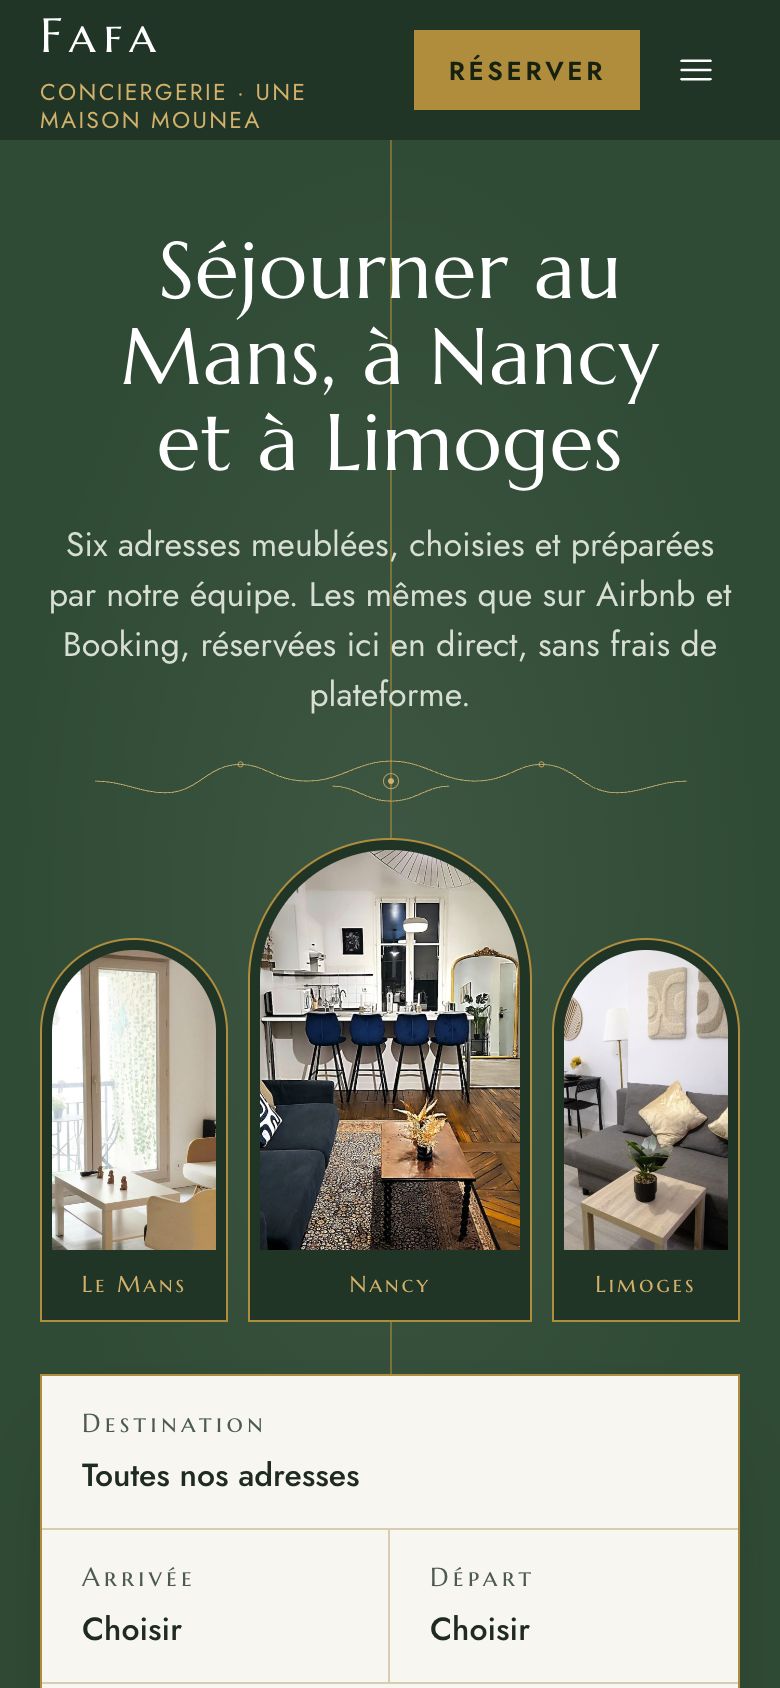 Fafa
CONCIERGERIE · UNE
MAISON MOUNEA
RÉSERVER
Séjourner au
Mans, à Nancy
et à Limoges
Six adresses meublées, choisies et préparées
par notre équipe. Les mêmes que sur Airbnb et
Booking, réservées ici en direct, sans frais de
plateforme.
Le Mans
Nancy
Limoges
Destination
Toutes nos adresses
Arrivée
Départ
Choisir
Choisir